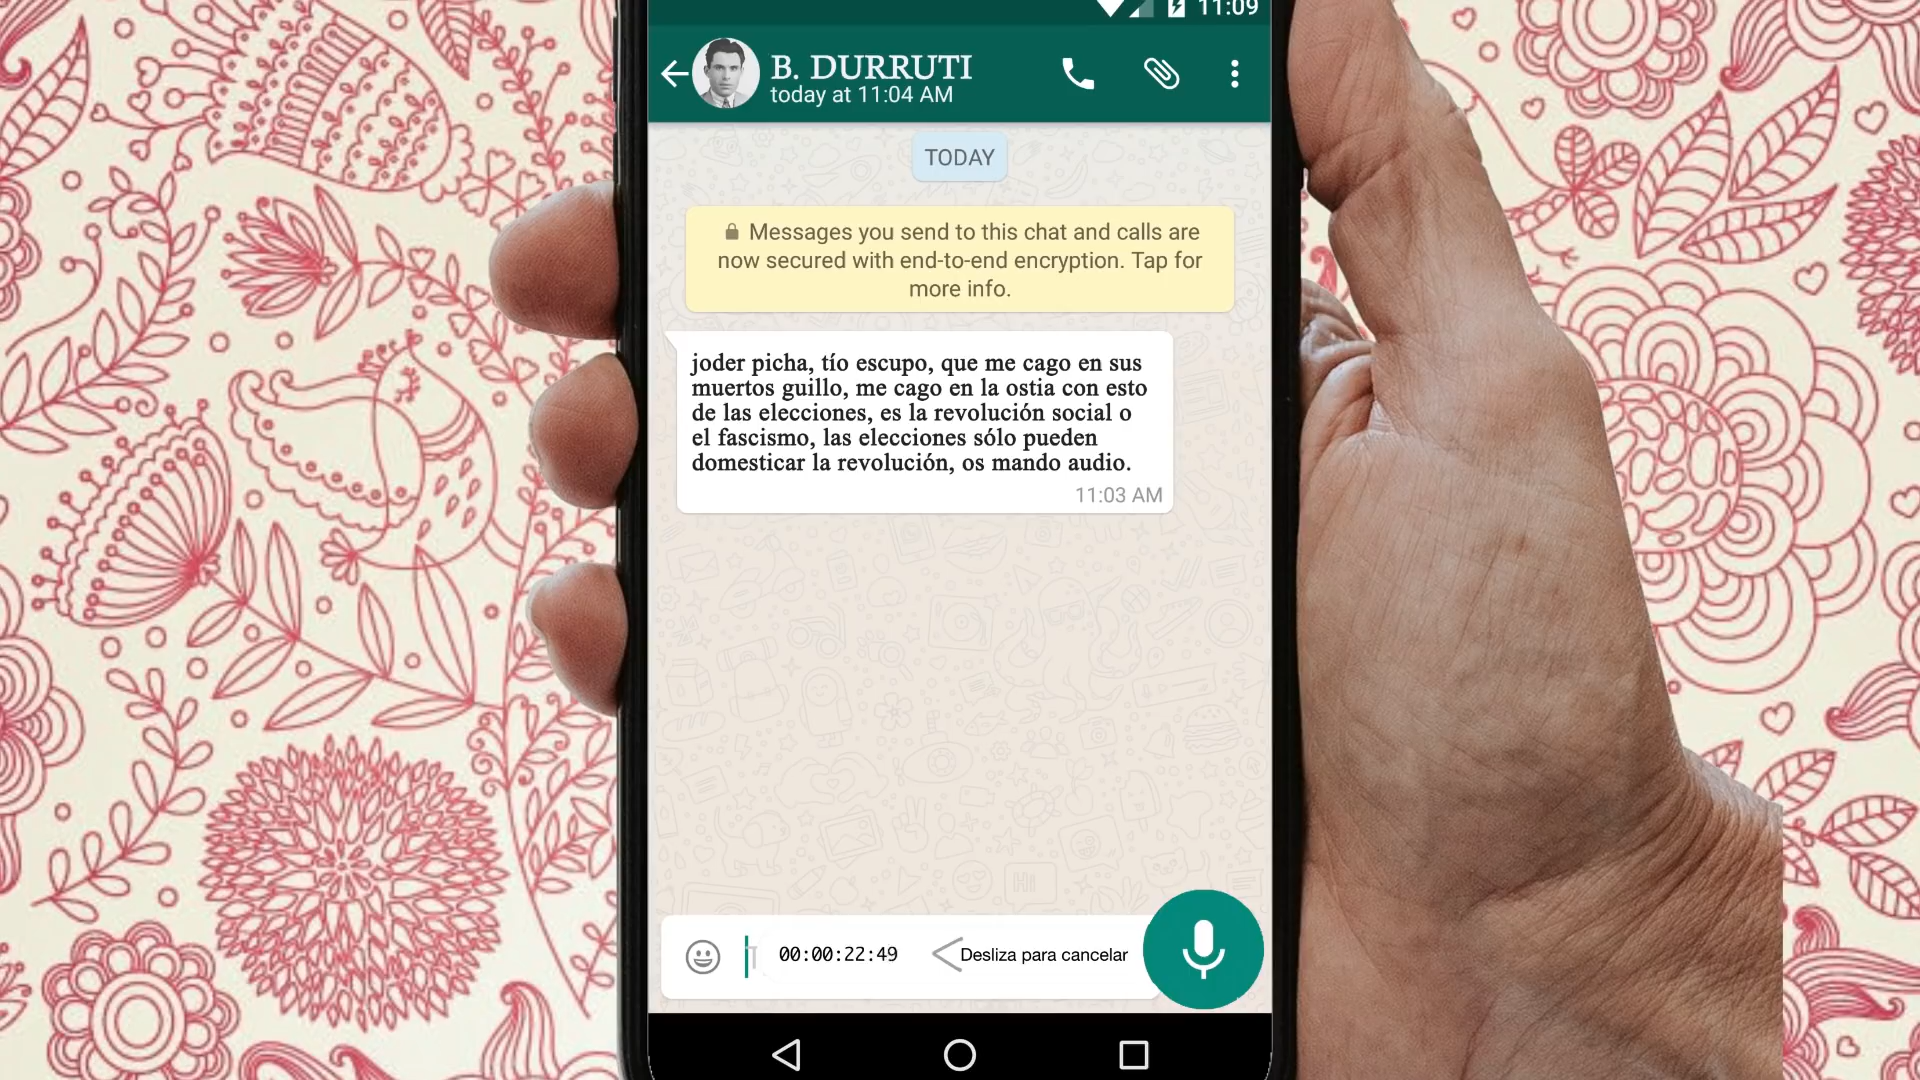 11:09
B. DURRUTI
today at 11:04 AM
TODAY
Messages you send to this chat and calls are
now secured with end-to-end encryption. Tap for
more info.
joder picha, tío escupo, que me cago en sus
muertos guillo, me cago en la ostia con esto
de las elecciones, es la revolución social o
el fascismo, las elecciones sólo pueden
domesticar la revolución, os mando audio.
11:03 AM
00:00:22:49 Desliza para cancelar